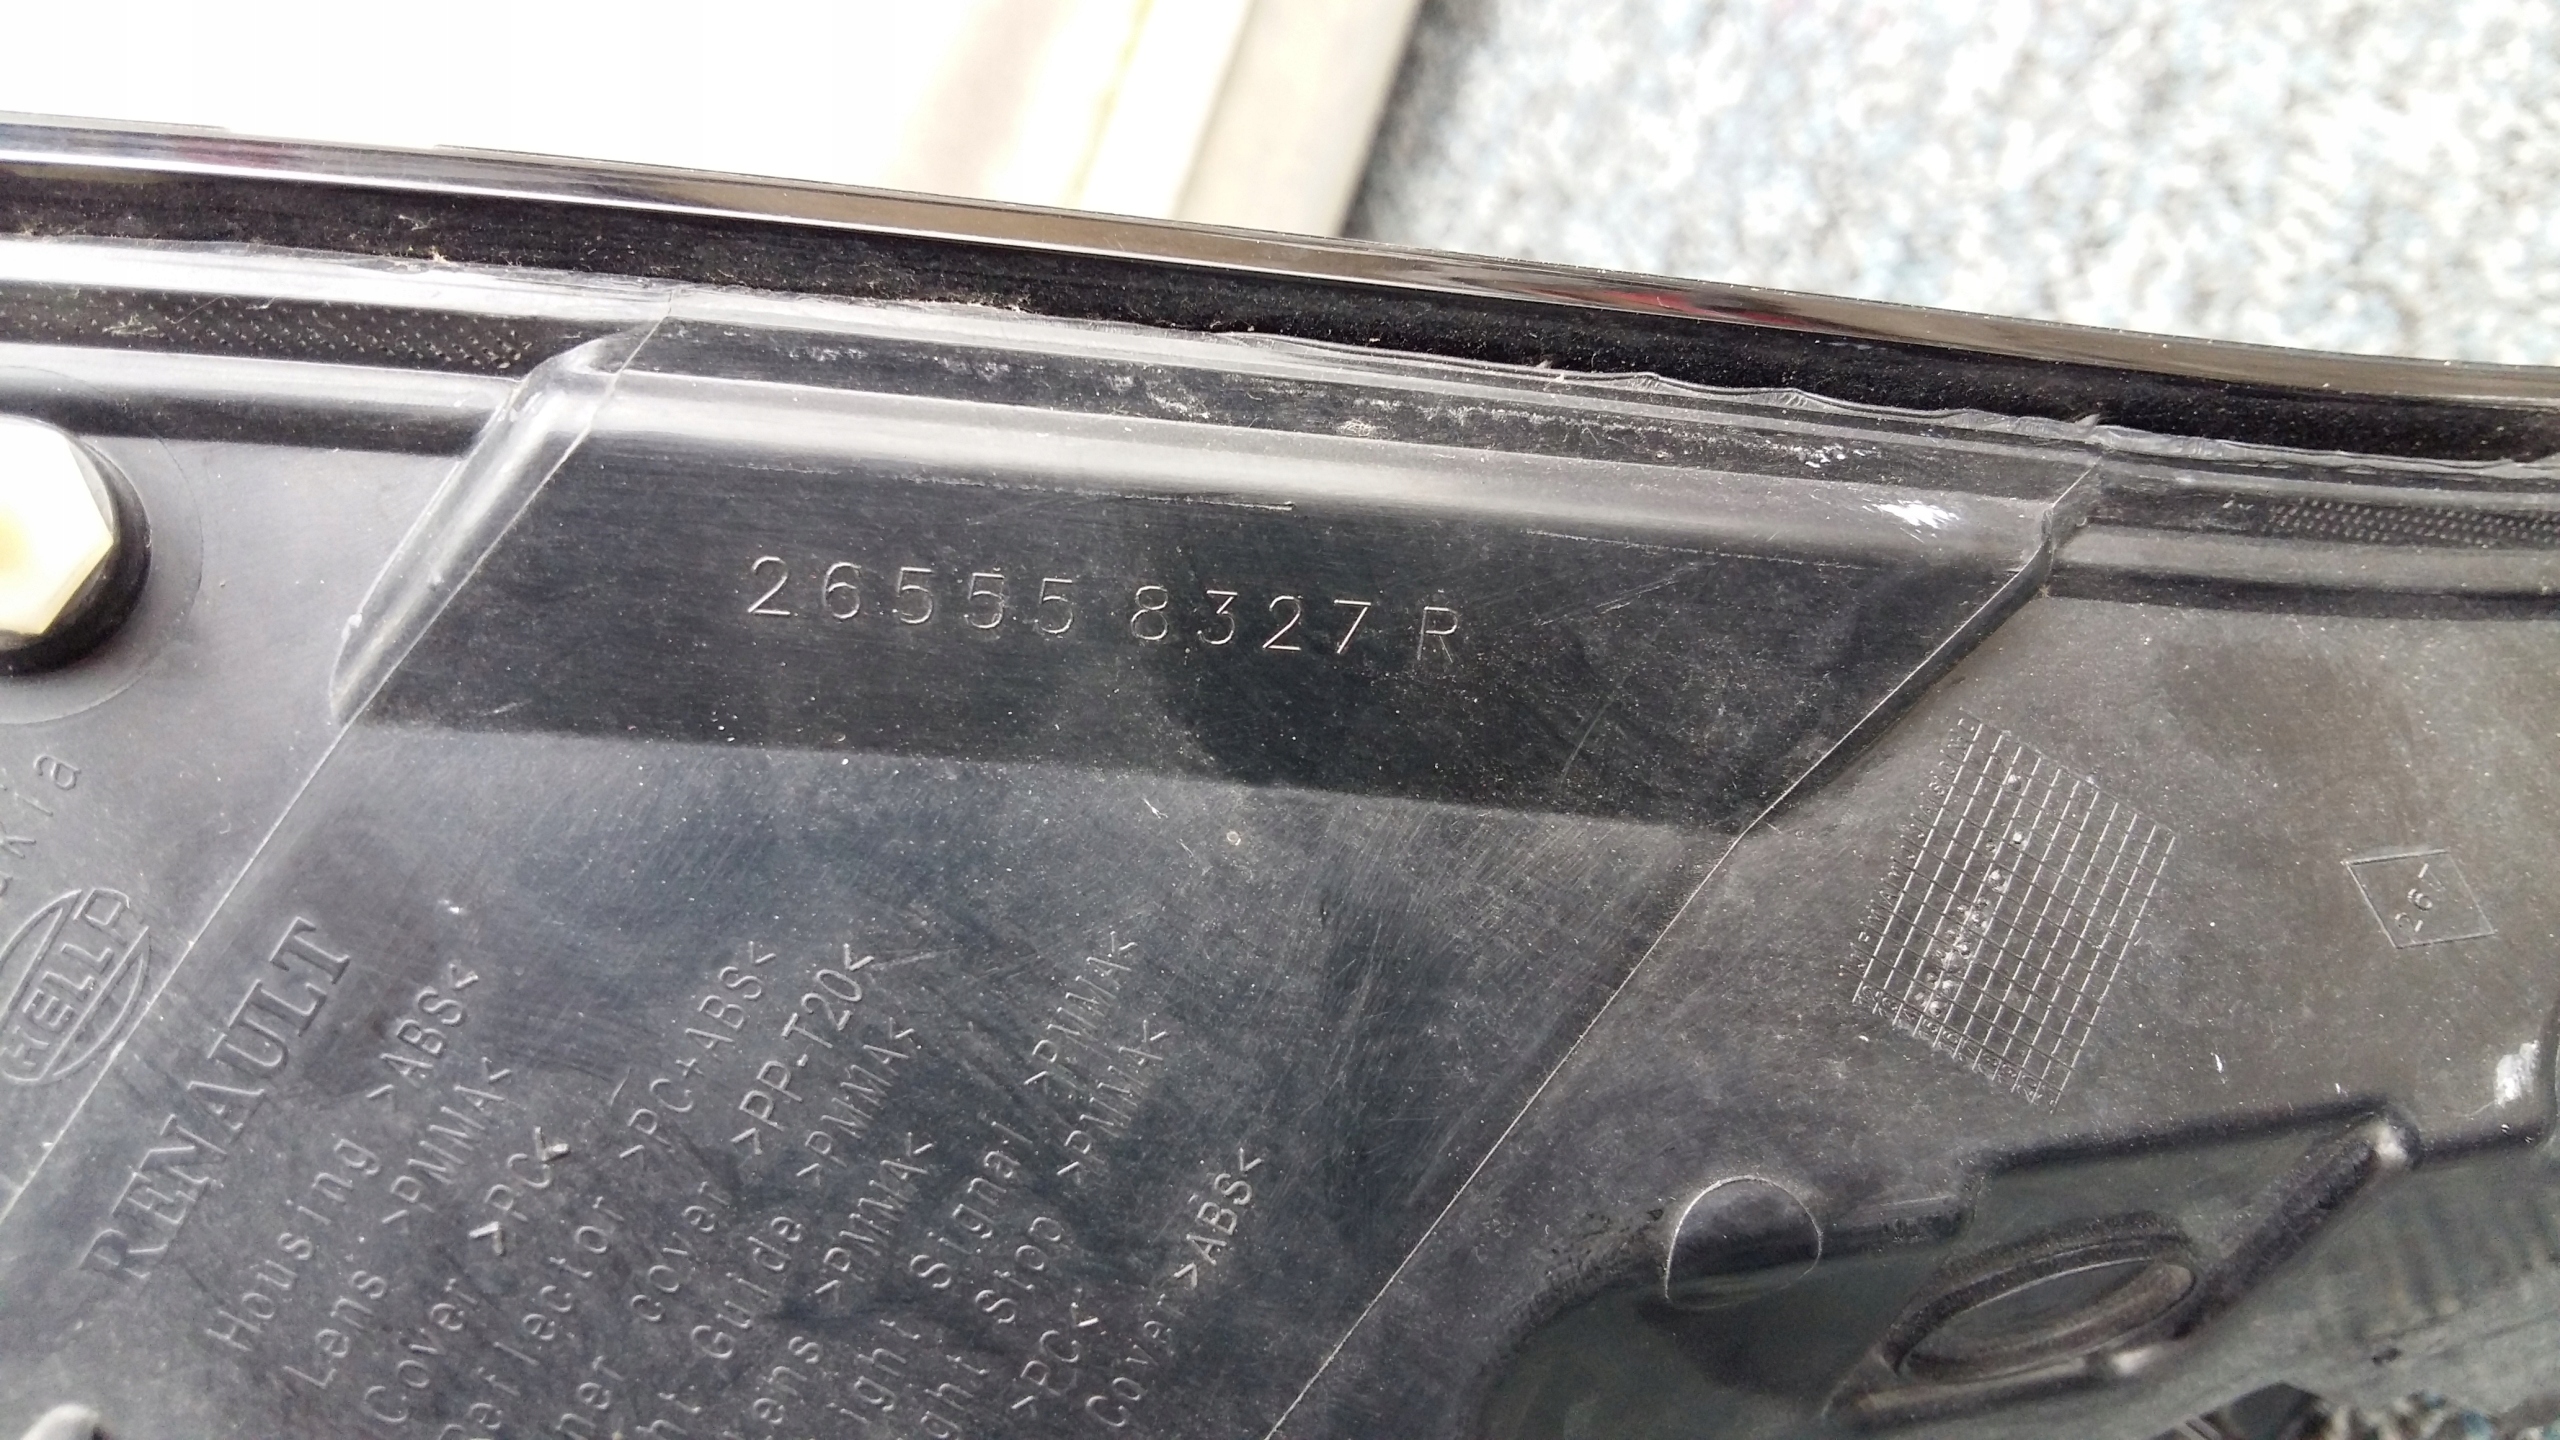 26555 8327 R
HELLA
RENAULT
Housing >ABS<
Lens >PMMA<
Cover >PC<
Reflector >PC+ABS<
cover >PP-T20<
Guide >PMMA<
>PMMA<
Signal >PMMA<
Stop >PMMA<
>PC<
Cover >ABS<